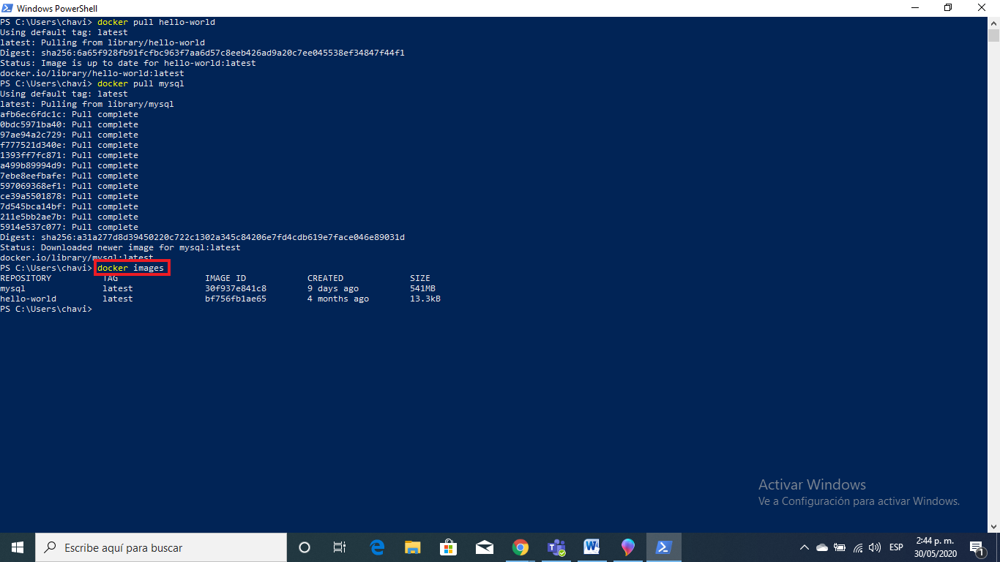 Windows PowerShell
PS C:\Users\chavi> docker pull hello-world
Using default tag: latest
latest: Pulling from library/hello-world
Digest: sha256:6a65f928fb91fcfbc963f7aa6d57c8eeb426ad9a20c7ee045538ef34847f44f1
Status: Image is up to date for hello-world:latest
docker.io/library/hello-world:latest
PS C:\Users\chavi> docker pull mysql
Using default tag: latest
latest: Pulling from library/mysql
afb6ec6fdc1c: Pull complete
0bdc5971ba40: Pull complete
97ae94a2c729: Pull complete
f777521d340e: Pull complete
1393ff7fc871: Pull complete
a499b89994d9: Pull complete
7ebe8eefbafe: Pull complete
597069368ef1: Pull complete
ce39a5501878: Pull complete
7d545bca14bf: Pull complete
211e5bb2ae7b: Pull complete
5914e537c077: Pull complete
Digest: sha256:a31a277d8d39450220c722c1302a345c84206e7fd4cdb619e7face046e89031d
Status: Downloaded newer image for mysql:latest
docker.io/library/mysql:latest
PS C:\Users\chavi> docker images
REPOSITORY TAG IMAGE ID CREATED SIZE
mysql latest 30f937e841c8 9 days ago 541MB
hello-world latest bf756fb1ae65 4 months ago 13.3kB
PS C:\Users\chavi>
Activar Windows
Ve a Configuración para activar Windows.
Escribe aquí para buscar
ESP
2:44 p. m.
30/05/2020
1